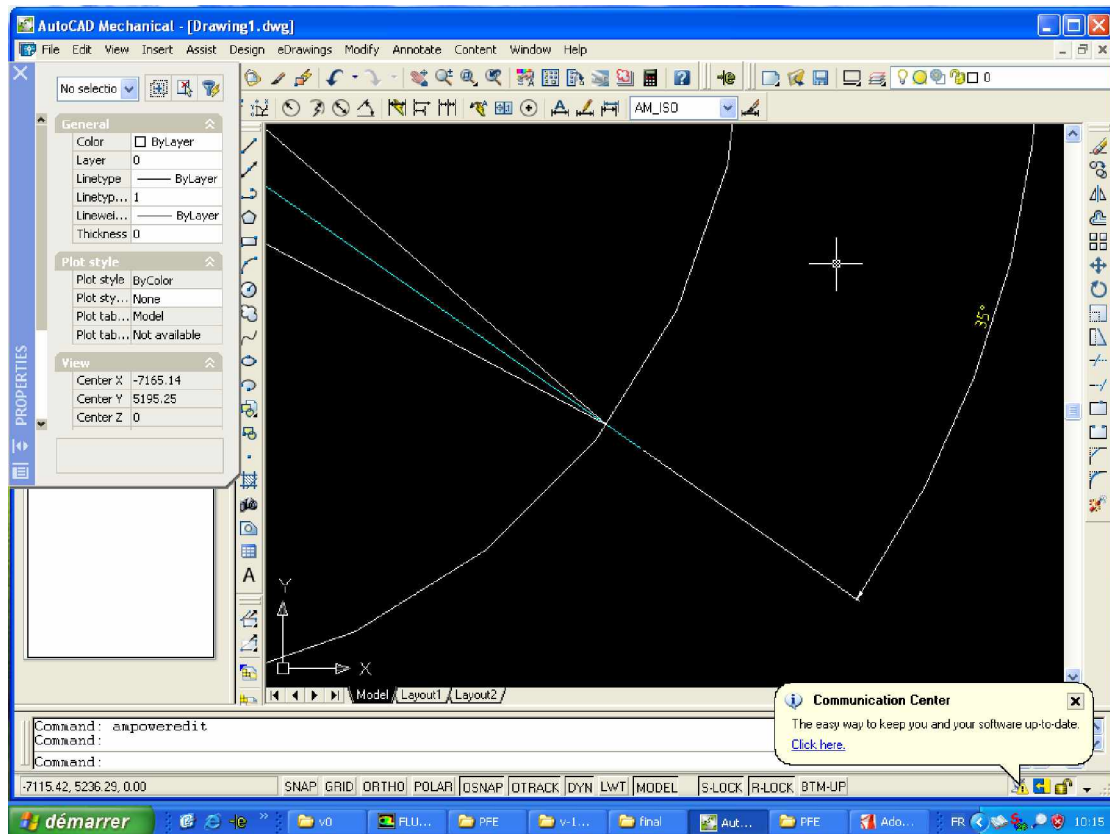 AutoCAD Mechanical - [Drawing1.dwg]
File Edit View Insert Assist Design eDrawings Modify Annotate Content Window Help
No selectio
0
AM_ISO
General
Color ByLayer
Layer 0
Linetype ByLayer
Linetyp... 1
Linewei... ByLayer
Thickness 0
Plot style
Plot style ByColor
Plot sty... None
Plot tab... Model
Plot tab... Not available
View
Center X -7165.14
Center Y 5195.25
Center Z 0
PROPERTIES
35°
A
Y
X
Model Layout1 Layout2
Communication Center
The easy way to keep you and your software up-to-date.
Click here.
Command: ampoweredit
Command:
Command:
-7115.42, 5236.29, 0.00 SNAP GRID ORTHO POLAR OSNAP OTRACK DYN LWT MODEL S-LOCK R-LOCK BTM-UP
démarrer v0 FLU... PFE v-1... final Aut... PFE Ado... FR 10:15